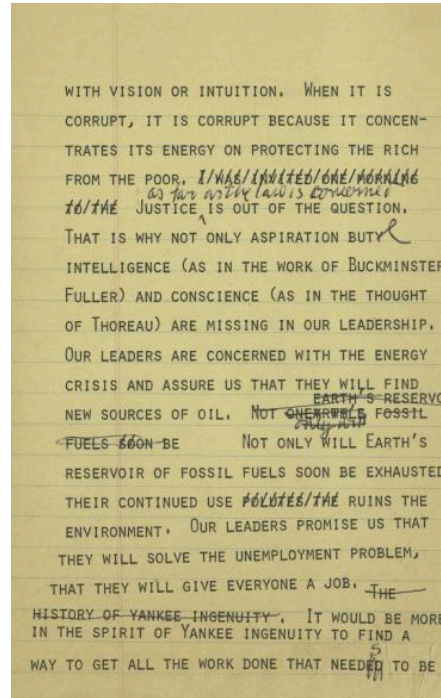 WITH VISION OR INTUITION. WHEN IT IS
CORRUPT, IT IS CORRUPT BECAUSE IT CONCEN-
TRATES ITS ENERGY ON PROTECTING THE RICH
FROM THE POOR. I WAS INVITED ONE MORNING
as far as the law is concerned
TO THE JUSTICE IS OUT OF THE QUESTION.
THAT IS WHY NOT ONLY ASPIRATION BUT
INTELLIGENCE (AS IN THE WORK OF BUCKMINSTER
FULLER) AND CONSCIENCE (AS IN THE THOUGHT
OF THOREAU) ARE MISSING IN OUR LEADERSHIP.
OUR LEADERS ARE CONCERNED WITH THE ENERGY
CRISIS AND ASSURE US THAT THEY WILL FIND
EARTH'S RESERVO
NEW SOURCES OF OIL. NOT FOSSIL
only will
FUELS SOON BE NOT ONLY WILL EARTH'S
RESERVOIR OF FOSSIL FUELS SOON BE EXHAUSTED
THEIR CONTINUED USE POLUTES THE RUINS THE
ENVIRONMENT. OUR LEADERS PROMISE US THAT
THEY WILL SOLVE THE UNEMPLOYMENT PROBLEM,
THAT THEY WILL GIVE EVERYONE A JOB. THE
HISTORY OF YANKEE INGENUITY. IT WOULD BE MORE
IN THE SPIRIT OF YANKEE INGENUITY TO FIND A
WAY TO GET ALL THE WORK DONE THAT NEEDS TO BE